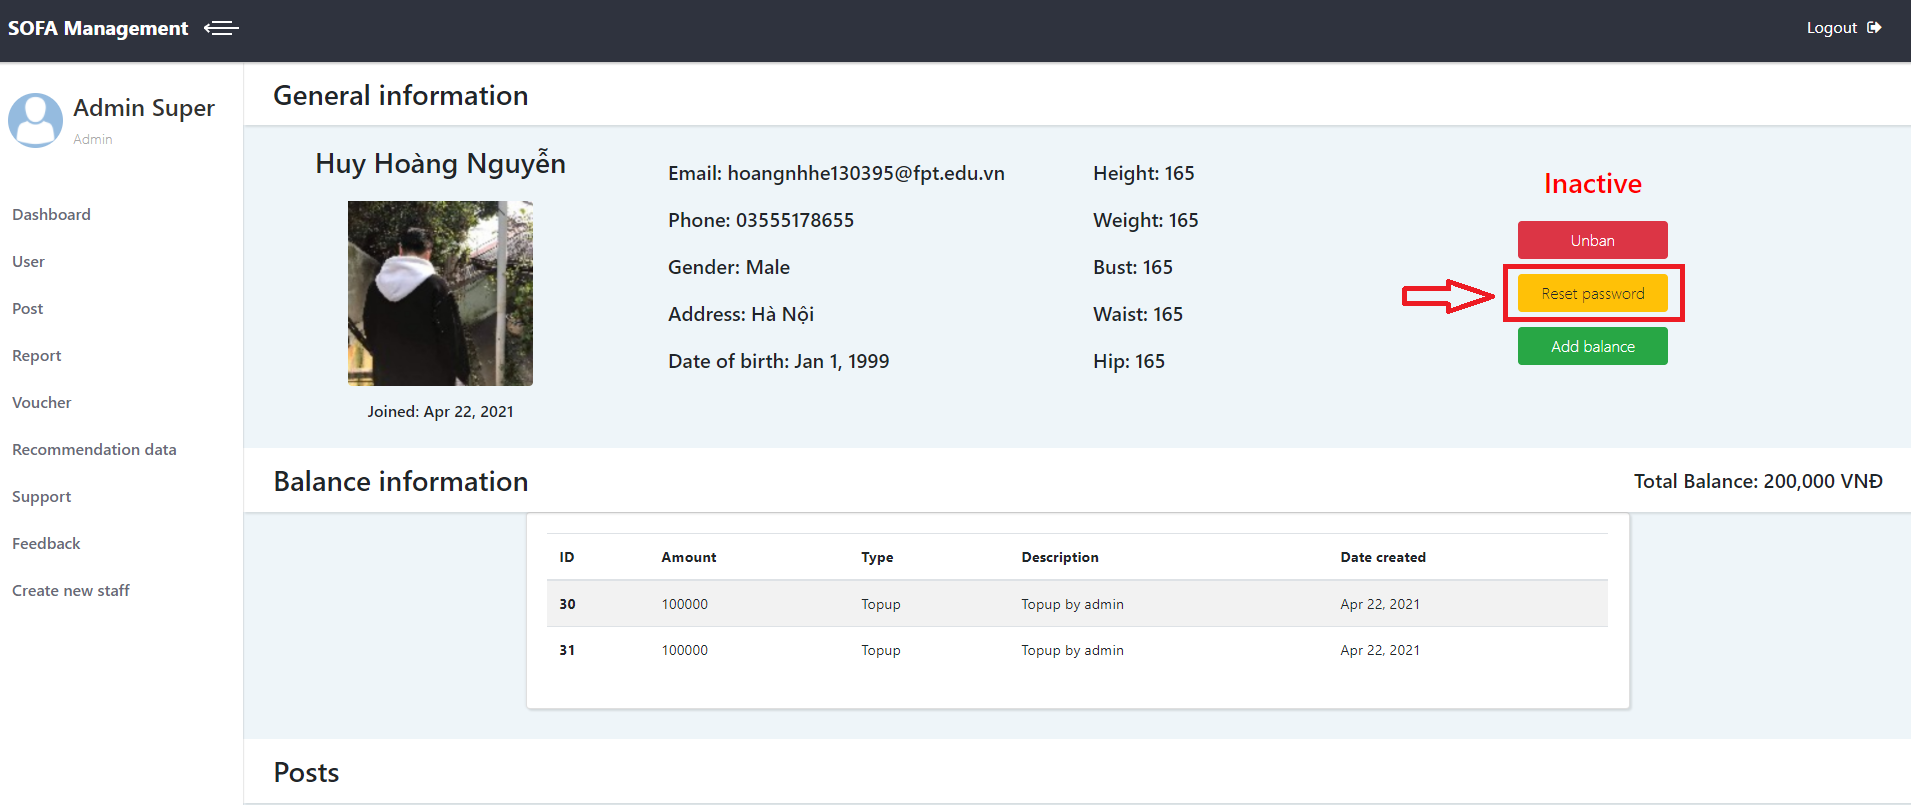 SOFA Management
Logout
Admin Super
Admin
Dashboard
User
Post
Report
Voucher
Recommendation data
Support
Feedback
Create new staff
General information
Huy Hoàng Nguyễn
Joined: Apr 22, 2021
Email: hoangnhhe130395@fpt.edu.vn
Phone: 03555178655
Gender: Male
Address: Hà Nội
Date of birth: Jan 1, 1999
Height: 165
Weight: 165
Bust: 165
Waist: 165
Hip: 165
Inactive
Unban
Reset password
Add balance
Balance information
Total Balance: 200,000 VNĐ
ID Amount Type Description Date created
30 100000 Topup Topup by admin Apr 22, 2021
31 100000 Topup Topup by admin Apr 22, 2021
Posts